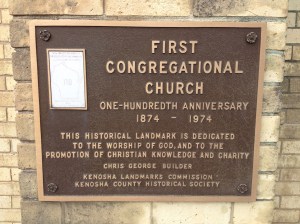 FIRST
CONGREGATIONAL
CHURCH
ONE-HUNDREDTH ANNIVERSARY
1874 - 1974
THIS HISTORICAL LANDMARK IS DEDICATED
TO THE WORSHIP OF GOD, AND TO THE
PROMOTION OF CHRISTIAN KNOWLEDGE AND CHARITY
CHRIS GEORGE BUILDER
KENOSHA LANDMARKS COMMISSION
KENOSHA COUNTY HISTORICAL SOCIETY